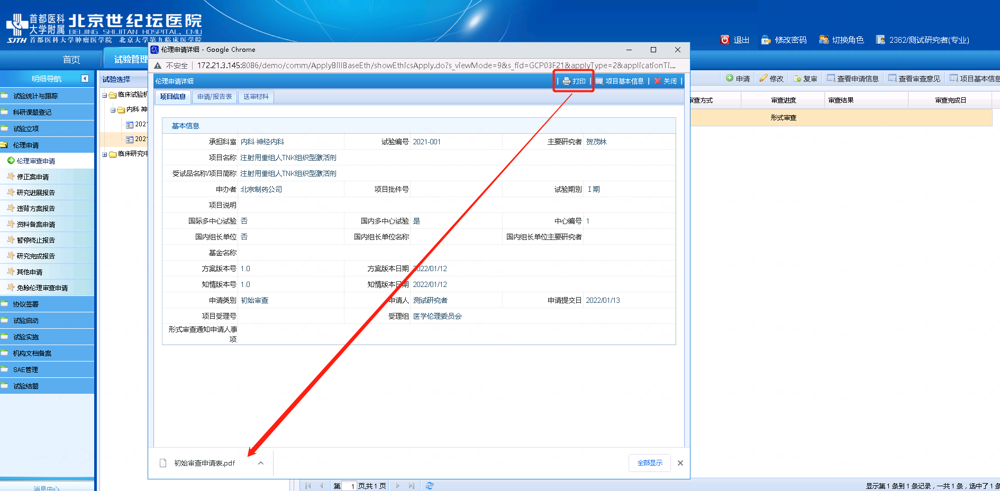 首都医科
大学附属
北京世纪坛医院
BEIJING SHIJITAN HOSPITAL, CMU
SJTH 首都医科大学肿瘤医学院 北京大学第九临床医学院
退出
修改密码
切换角色
2362/测试研究者(专业)
首页
试验管理
明细导航
试验统计与跟踪
科研课题登记
试验立项
伦理申请
伦理审查申请
修正案申请
研究进展报告
违背方案报告
资料备案申请
暂停终止报告
研究完成报告
其他申请
免除伦理审查申请
协议签署
试验启动
试验实施
机构文档备案
SAE管理
试验结题
消息中心
试验选择
临床试验机
内科·神
2021
2021
临床研究中
伦理申请详细 - Google Chrome
不安全 | 172.21.3.145:8086/demo/comm/ApplyBillBaseEth/showEthicsApply.do?s_viewMode=9&s_fid=GCP03F21&applyType=2&applicationTi...
伦理申请详细
| 打印 | 项目基本信息 | 关闭 |
项目信息 申请/报告表 送审材料
基本信息
承担科室 内科·神经内科 试验编号 2021-001 主要研究者 贺茂林
项目名称 注射用重组人TNK组织型激活剂
受试品名称/项目简称 注射用重组人TNK组织型激活剂
申办者 北京制药公司 项目批件号 试验期别 Ⅰ期
项目说明
国际多中心试验 否 国内多中心试验 是 中心编号 1
国内组长单位 否 国内组长单位名称 国内组长单位主要研究者
基金名称
方案版本号 1.0 方案版本日期 2022/01/12
知情版本号 1.0 知情版本日期 2022/01/12
申请类别 初始审查 申请人 测试研究者 申请提交日 2022/01/13
项目受理号 受理组 医学伦理委员会
形式审查通知申请人事
项
初始审查申请表.pdf
全部显示
申请 修改 复审 查看申请信息 查看审查意见 项目基本信息
审查方式 审查进度 审查结果 审查完成日
形式审查
第 1 页,共 1 页
显示第 1 条到 1 条记录，一共 1 条，选中了 1 条